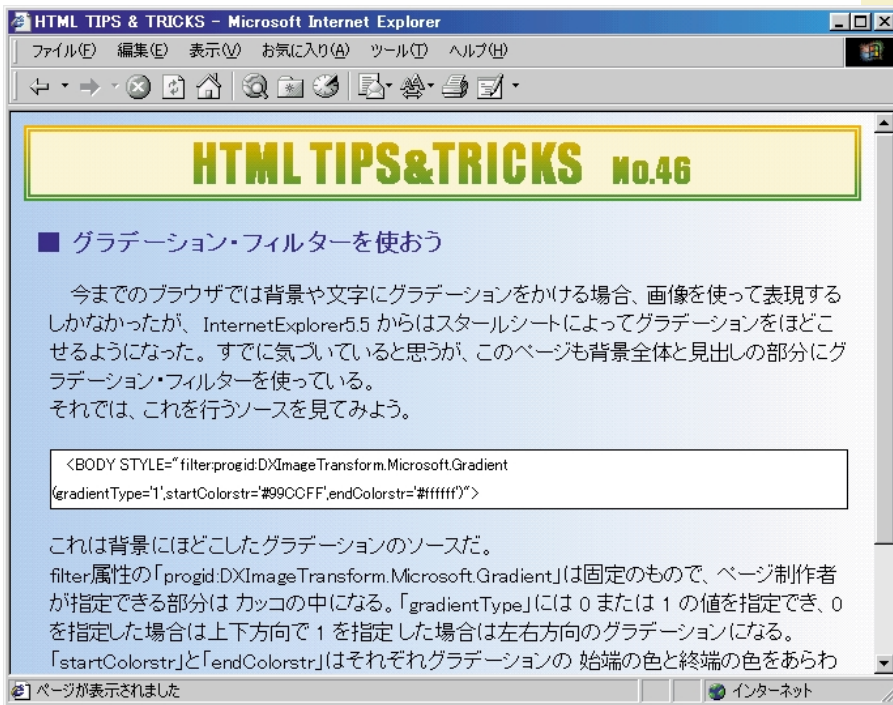 HTML TIPS & TRICKS - Microsoft Internet Explorer
ファイル(F) 編集(E) 表示(V) お気に入り(A) ツール(T) ヘルプ(H)
HTML TIPS&TRICKS No.46
■ グラデーション・フィルターを使おう
今までのブラウザでは背景や文字にグラデーションをかける場合、画像を使って表現する
しかなかったが、InternetExplorer5.5 からはスタールシートによってグラデーションをほどこ
せるようになった。すでに気づいていると思うが、このページも背景全体と見出しの部分にグ
ラデーション・フィルターを使っている。
それでは、これを行うソースを見てみよう。
<BODY STYLE="filter:progid:DXImageTransform.Microsoft.Gradient
(gradientType='1',startColorstr='#99CCFF',endColorstr='#ffffff')">
これは背景にほどこしたグラデーションのソースだ。
filter属性の「progid:DXImageTransform.Microsoft.Gradient」は固定のもので、ページ制作者
が指定できる部分は カッコの中になる。「gradientType」には 0 または 1 の値を指定でき、0
を指定した場合は上下方向で 1 を指定 した場合は左右方向のグラデーションになる。
「startColorstr」と「endColorstr」はそれぞれグラデーションの 始端の色と終端の色をあらわ
ページが表示されました インターネット